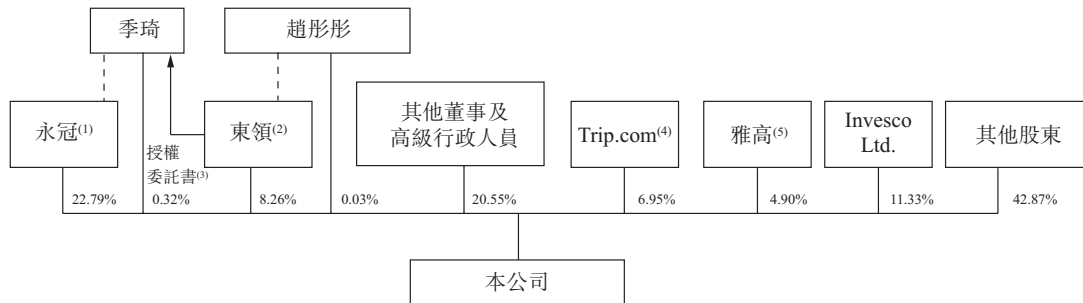 季琦
趙彤彤
永冠(1)
東領(2)
其他董事及
高級行政人員
Trip.com(4)
雅高(5)
Invesco
Ltd.
其他股東
授權
委託書(3)
22.79%
0.32%
8.26%
0.03%
20.55%
6.95%
4.90%
11.33%
42.87%
本公司